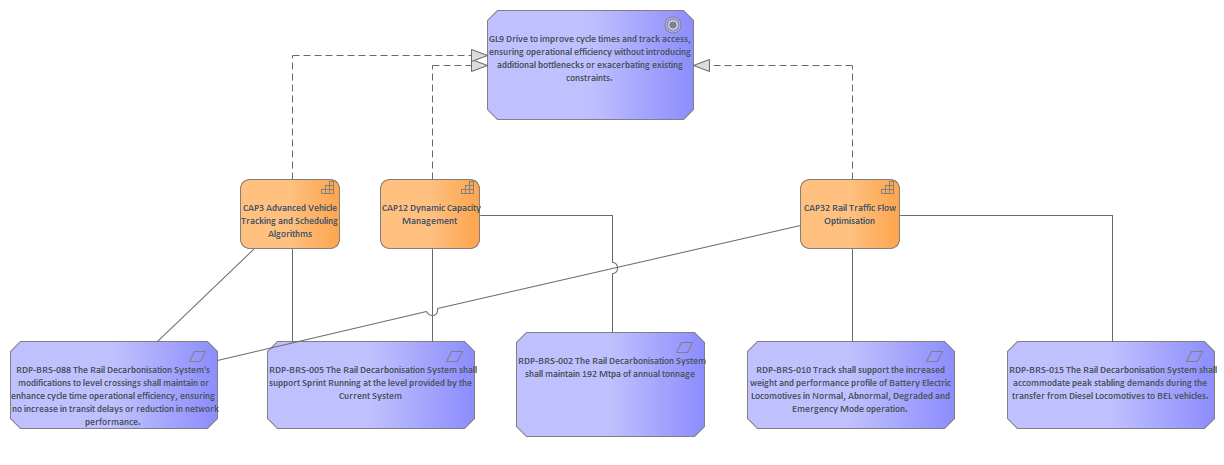 GL9 Drive to improve cycle times and track access,
ensuring operational efficiency without introducing
additional bottlenecks or exacerbating existing
constraints.
CAP3 Advanced Vehicle
Tracking and Scheduling
Algorithms
CAP12 Dynamic Capacity
Management
CAP32 Rail Traffic Flow
Optimisation
RDP-BRS-088 The Rail Decarbonisation System's
modifications to level crossings shall maintain or
enhance cycle time operational efficiency, ensuring
no increase in transit delays or reduction in network
performance.
RDP-BRS-005 The Rail Decarbonisation System shall
support Sprint Running at the level provided by the
Current System
RDP-BRS-002 The Rail Decarbonisation System
shall maintain 192 Mtpa of annual tonnage
RDP-BRS-010 Track shall support the increased
weight and performance profile of Battery Electric
Locomotives in Normal, Abnormal, Degraded and
Emergency Mode operation.
RDP-BRS-015 The Rail Decarbonisation System shall
accommodate peak stabling demands during the
transfer from Diesel Locomotives to BEL vehicles.